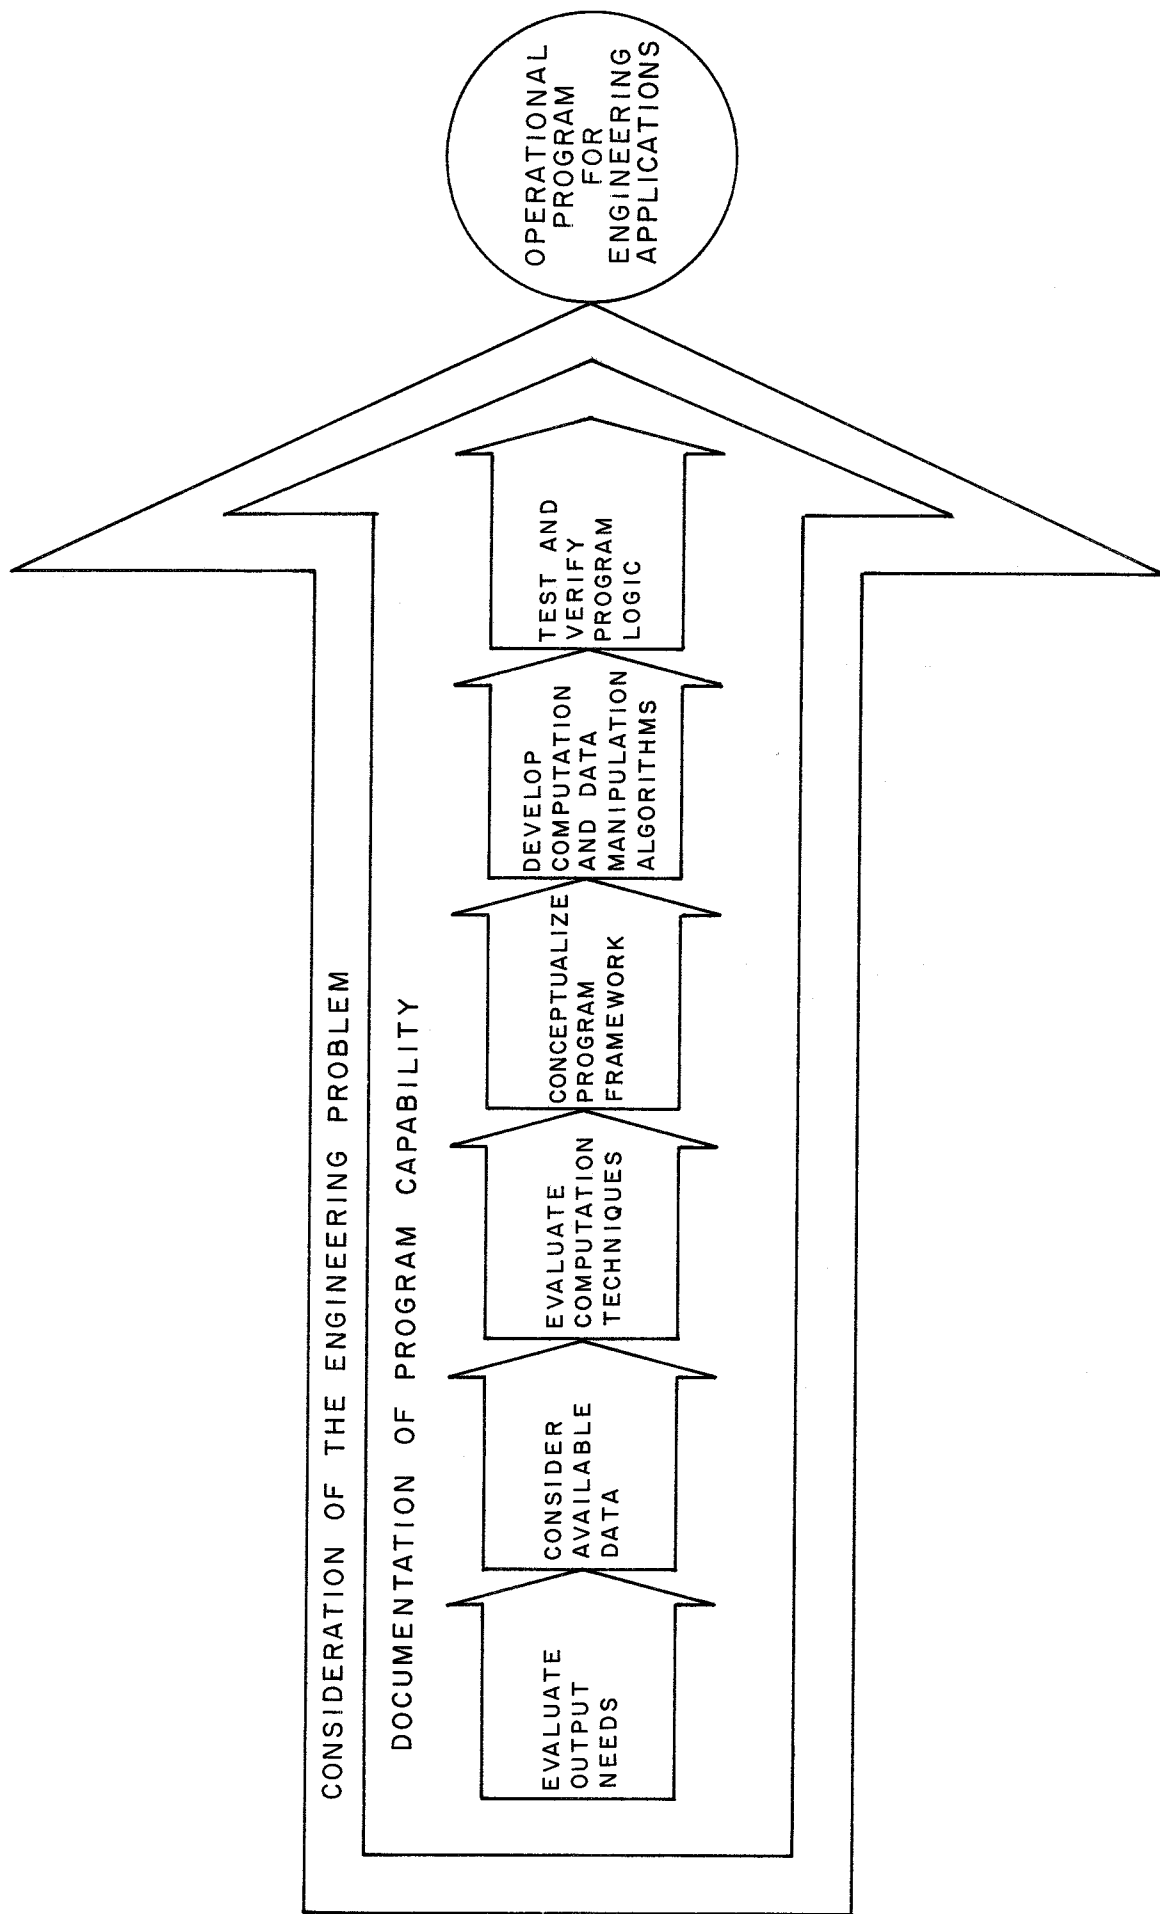 CONSIDERATION OF THE ENGINEERING PROBLEM
DOCUMENTATION OF PROGRAM CAPABILITY
EVALUATE
OUTPUT
NEEDS
CONSIDER
AVAILABLE
DATA
EVALUATE
COMPUTATION
TECHNIQUES
CONCEPTUALIZE
PROGRAM
FRAMEWORK
DEVELOP
COMPUTATION
AND DATA
MANIPULATION
ALGORITHMS
TEST AND
VERIFY
PROGRAM
LOGIC
OPERATIONAL
PROGRAM
FOR
ENGINEERING
APPLICATIONS